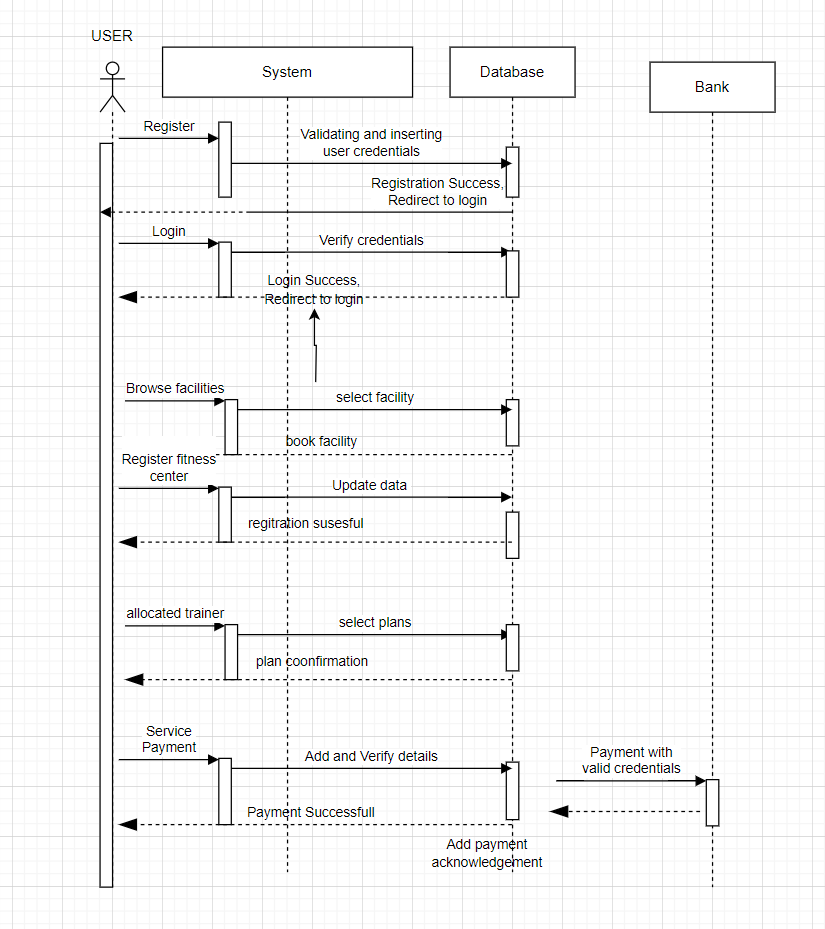 USER
System
Database
Bank
Register
Validating and inserting
user credentials
Registration Success,
Redirect to login
Login
Verify credentials
Login Success,
Redirect to login
Browse facilities
select facility
book facility
Register fitness
center
Update data
regitration susesful
allocated trainer
select plans
plan coonfirmation
Service
Payment
Add and Verify details
Payment with
valid credentials
Payment Successfull
Add payment
acknowledgement